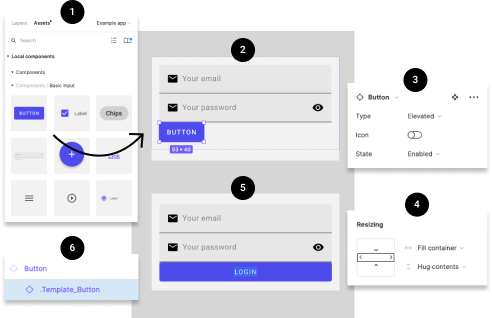 1
Layers Assets Example app
Search
Local components
Components
Components / Basic Input
BUTTON
Label
Chips
+
Link
Label
2
Your email
Your password
BUTTON
93 × 40
3
Button
Type Elevated
Icon
State Enabled
4
Resizing
Fill container
Hug contents
5
Your email
Your password
LOGIN
6
Button
.Template_Button